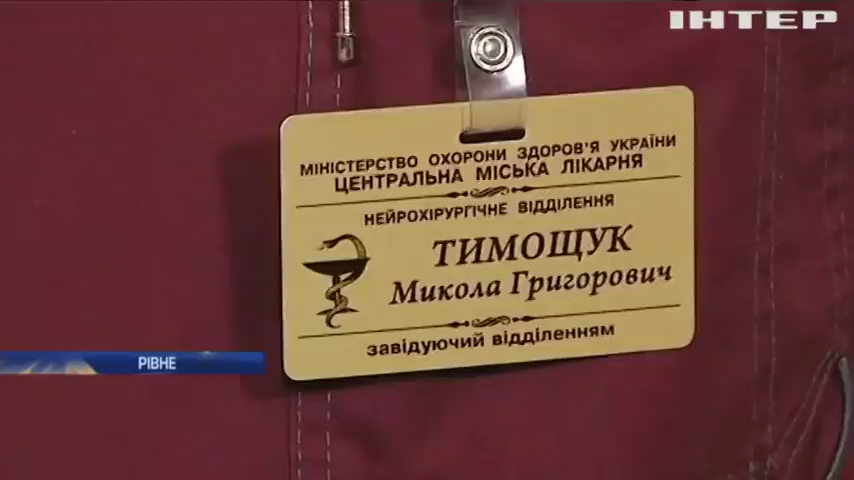 ІНТЕР
МІНІСТЕРСТВО ОХОРОНИ ЗДОРОВ'Я УКРАЇНИ
ЦЕНТРАЛЬНА МІСЬКА ЛІКАРНЯ
НЕЙРОХІРУРГІЧНЕ ВІДДІЛЕННЯ
ТИМОЩУК
Микола Григорович
завідуючий відділенням
РІВНЕ